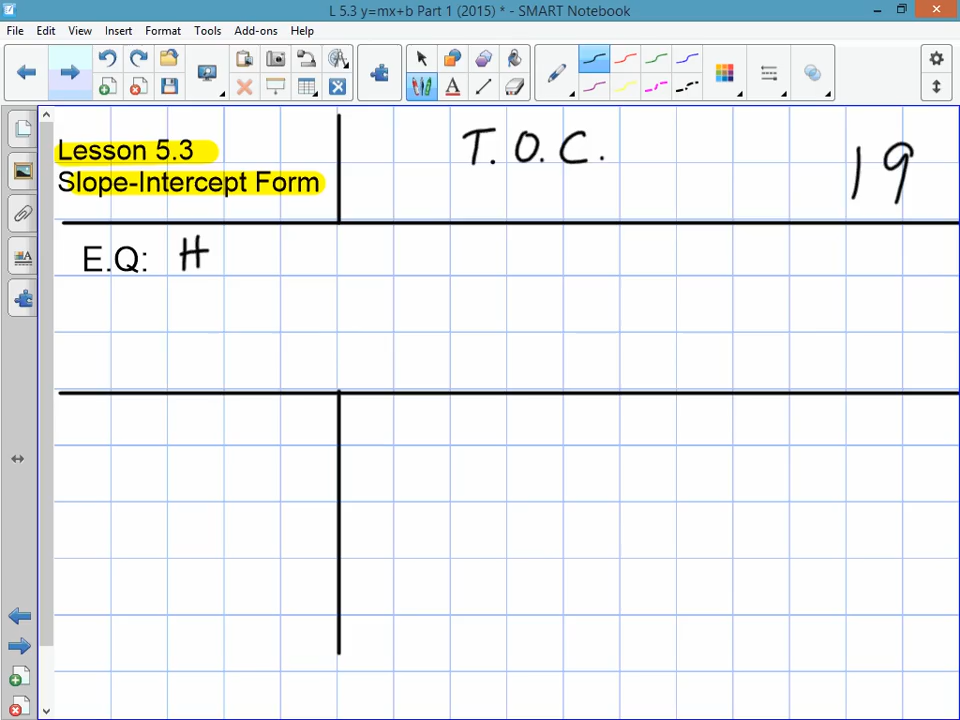 L 5.3 y=mx+b Part 1 (2015) * - SMART Notebook
File Edit View Insert Format Tools Add-ons Help
Lesson 5.3
Slope-Intercept Form
T.O.C.
19
E.Q: H